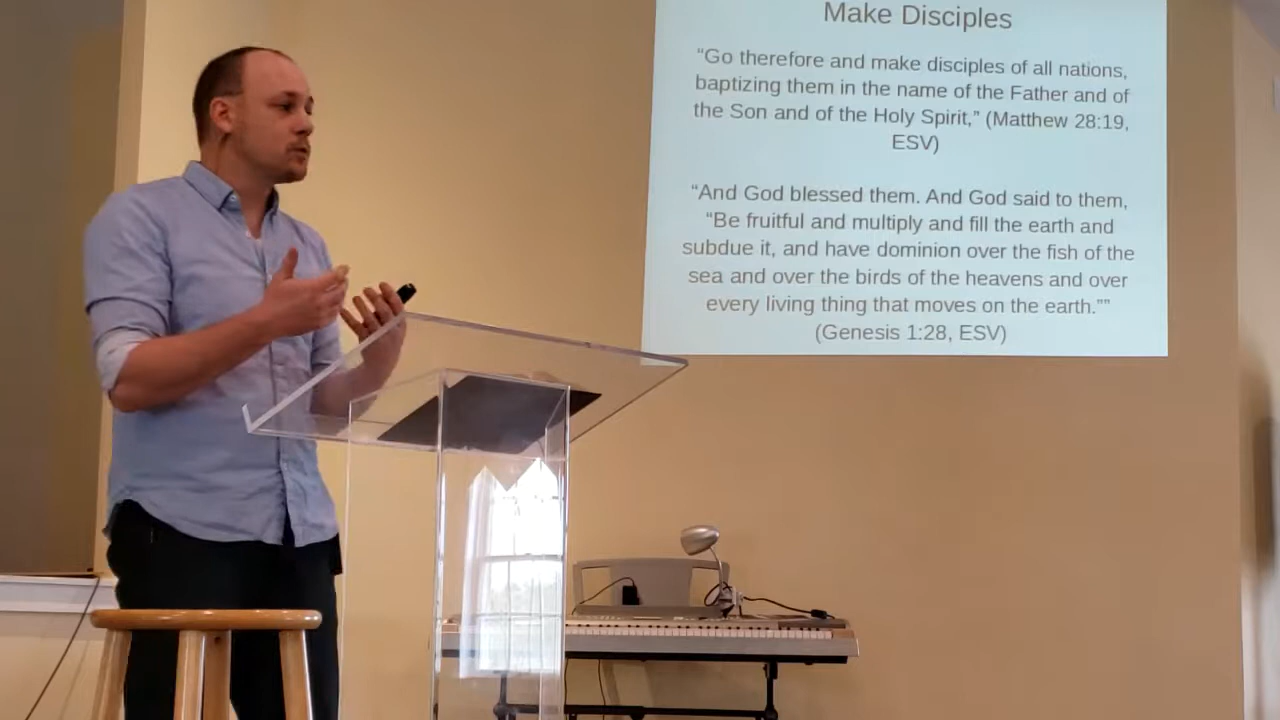 Make Disciples
“Go therefore and make disciples of all nations,
baptizing them in the name of the Father and of
the Son and of the Holy Spirit,” (Matthew 28:19,
ESV)
“And God blessed them. And God said to them,
“Be fruitful and multiply and fill the earth and
subdue it, and have dominion over the fish of the
sea and over the birds of the heavens and over
every living thing that moves on the earth.””
(Genesis 1:28, ESV)